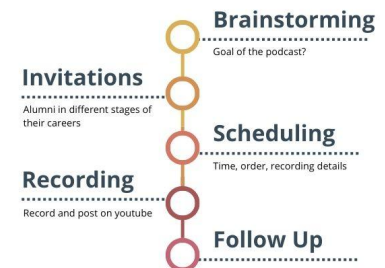 Brainstorming
Goal of the podcast?
Invitations
Alumni in different stages of
their careers
Scheduling
Time, order, recording details
Recording
Record and post on youtube
Follow Up